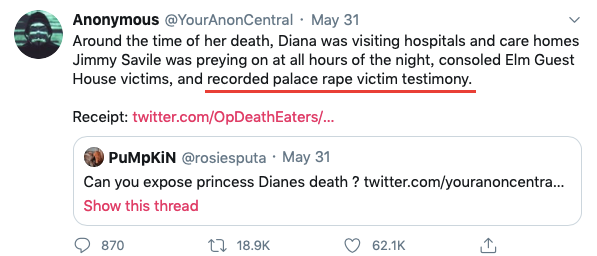 Anonymous @YourAnonCentral · May 31
Around the time of her death, Diana was visiting hospitals and care homes
Jimmy Savile was preying on at all hours of the night, consoled Elm Guest
House victims, and recorded palace rape victim testimony.
Receipt: twitter.com/OpDeathEaters/...
PuMpKiN @rosiesputa · May 31
Can you expose princess Dianes death ? twitter.com/youranoncentra...
Show this thread
870 18.9K 62.1K